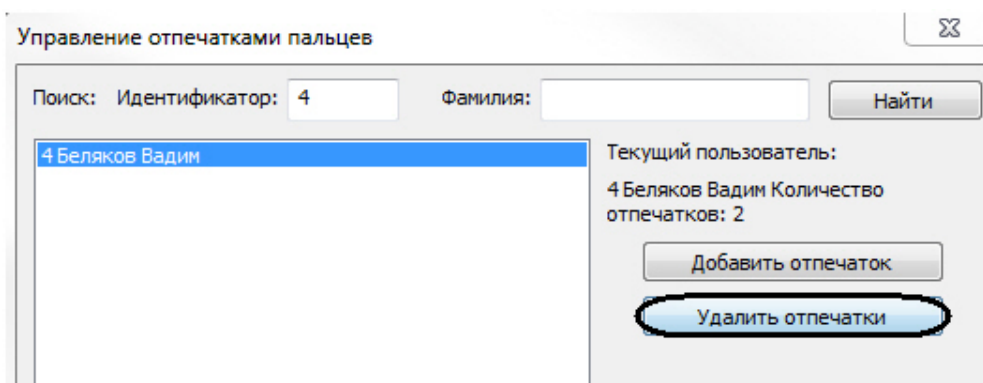 Управление отпечатками пальцев
Поиск: Идентификатор: 4 Фамилия: Найти
4 Беляков Вадим
Текущий пользователь:
4 Беляков Вадим Количество
отпечатков: 2
Добавить отпечаток
Удалить отпечатки